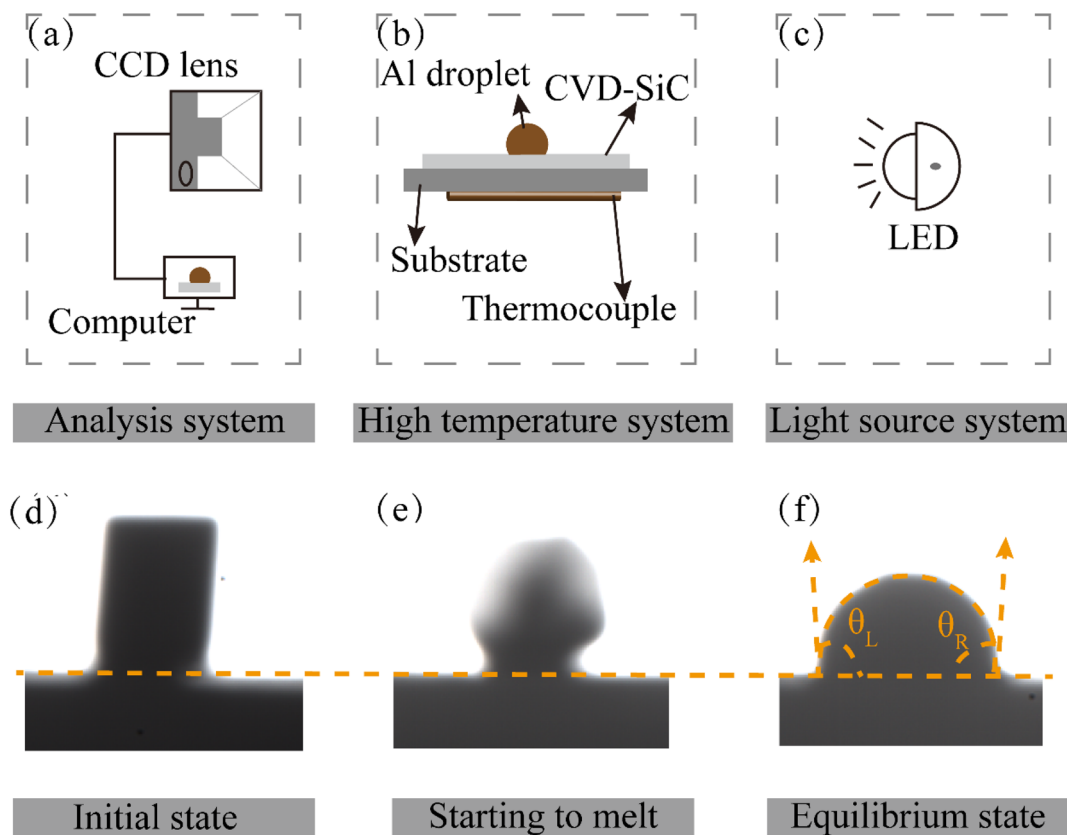 (a)
CCD lens
Computer
Analysis system
(b)
Al droplet
CVD-SiC
Substrate
Thermocouple
High temperature system
(c)
LED
Light source system
(d)
Initial state
(e)
Starting to melt
(f)
θL
θR
Equilibrium state